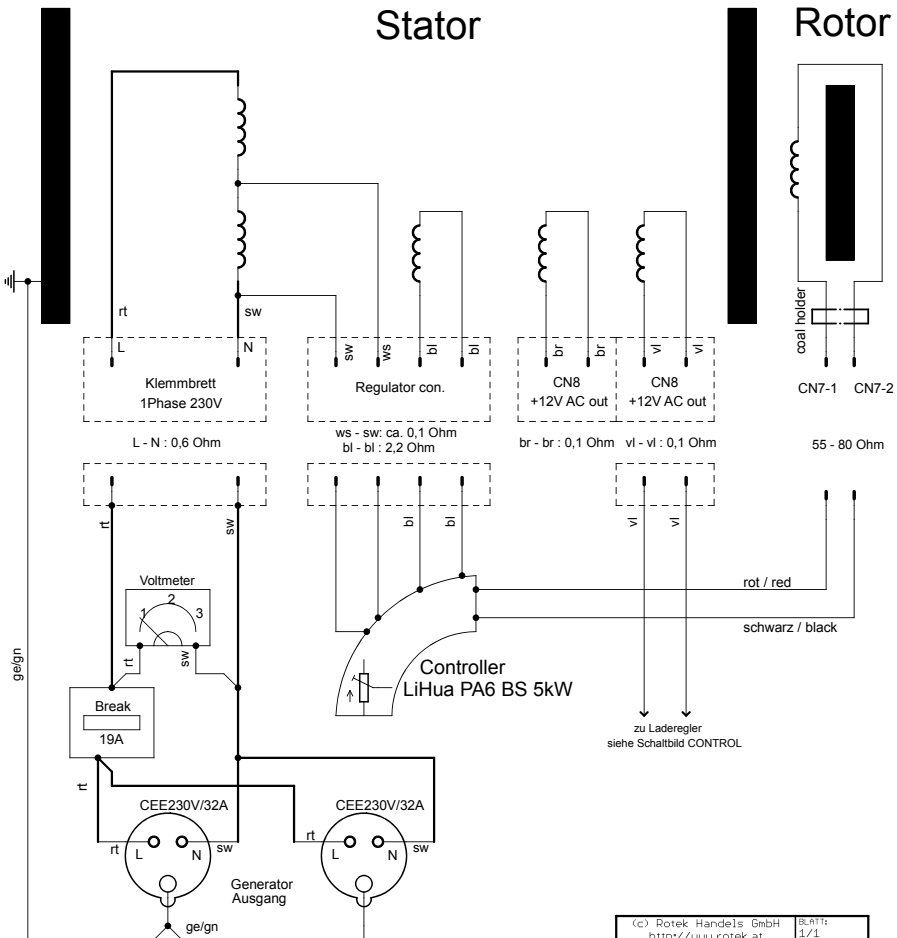 Stator
Rotor
rt
sw
L
N
sw
ws
bl
bl
br
br
vl
vl
coal holder
Klemmbrett
1Phase 230V
Regulator con.
CN8
+12V AC out
CN8
+12V AC out
CN7-1
CN7-2
L - N : 0,6 Ohm
ws - sw: ca. 0,1 Ohm
bl - bl : 2,2 Ohm
br - br : 0,1 Ohm
vl - vl : 0,1 Ohm
55 - 80 Ohm
rt
sw
bl
bl
vl
vl
Voltmeter
1
2
3
rt
sw
rot / red
schwarz / black
ge/gn
Controller
LiHua PA6 BS 5kW
Break
19A
zu Laderegler
siehe Schaltbild CONTROL
rt
CEE230V/32A
CEE230V/32A
rt
L
N
sw
rt
L
N
sw
Generator
Ausgang
ge/gn
(c) Rotek Handels GmbH
http://www.rotek.at
BLATT:
1/1